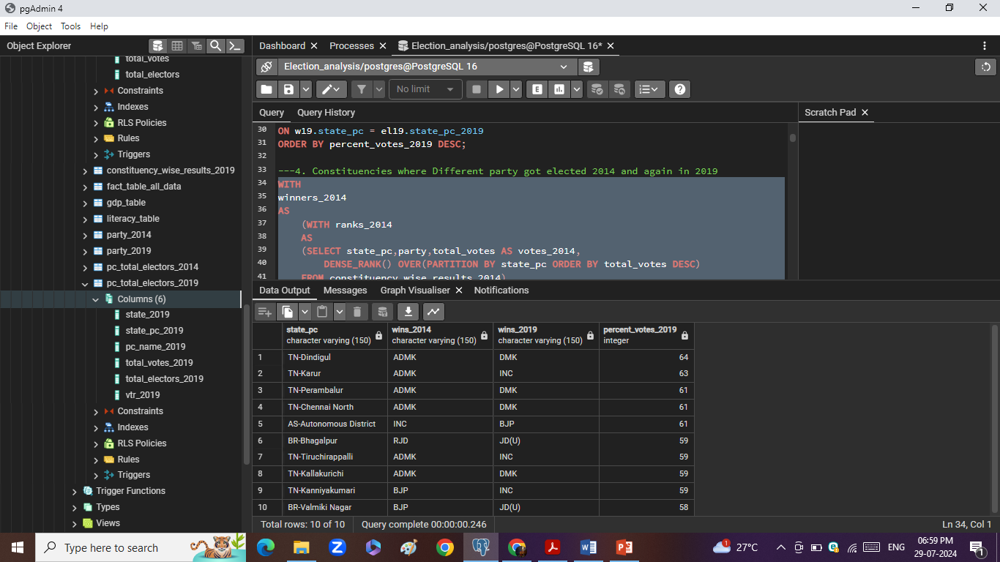 pgAdmin 4
File Object Tools Help
Object Explorer
total_votes
total_electors
Constraints
Indexes
RLS Policies
Rules
Triggers
constituency_wise_results_2019
fact_table_all_data
gdp_table
literacy_table
party_2014
party_2019
pc_total_electors_2014
pc_total_electors_2019
Columns (6)
state_2019
state_pc_2019
pc_name_2019
total_votes_2019
total_electors_2019
vtr_2019
Constraints
Indexes
RLS Policies
Rules
Triggers
Trigger Functions
Types
Views
Dashboard Processes Election_analysis/postgres@PostgreSQL 16*
Election_analysis/postgres@PostgreSQL 16
No limit
E
Query Query History
Scratch Pad
30 ON w19.state_pc = el19.state_pc_2019
31 ORDER BY percent_votes_2019 DESC;
32
33 ---4. Constituencies where Different party got elected 2014 and again in 2019
34 WITH
35 winners_2014
36 AS
37 (WITH ranks_2014
38 AS
39 (SELECT state_pc,party,total_votes AS votes_2014,
40 DENSE_RANK() OVER(PARTITION BY state_pc ORDER BY total_votes DESC)
41 FROM constituency_wise_results_2014)
Data Output Messages Graph Visualiser Notifications
state_pc wins_2014 wins_2019 percent_votes_2019
character varying (150) character varying (150) character varying (150) integer
1 TN-Dindigul ADMK DMK 64
2 TN-Karur ADMK INC 63
3 TN-Perambalur ADMK DMK 61
4 TN-Chennai North ADMK DMK 61
5 AS-Autonomous District INC BJP 61
6 BR-Bhagalpur RJD JD(U) 59
7 TN-Tiruchirappalli ADMK INC 59
8 TN-Kallakurichi ADMK DMK 59
9 TN-Kanniyakumari BJP INC 59
10 BR-Valmiki Nagar BJP JD(U) 58
Total rows: 10 of 10 Query complete 00:00:00.246 Ln 34, Col 1
Type here to search
1 27°C ENG 06:59 PM
29-07-2024
1